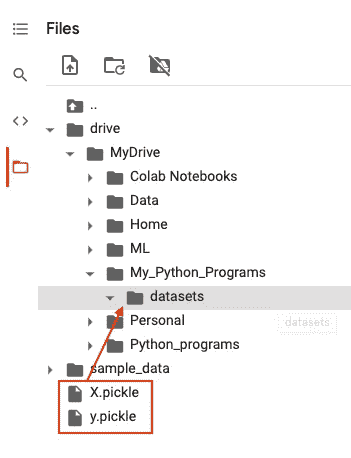 Files
..
drive
MyDrive
Colab Notebooks
Data
Home
ML
My_Python_Programs
datasets
Personal
datasets
Python_programs
sample_data
X.pickle
y.pickle